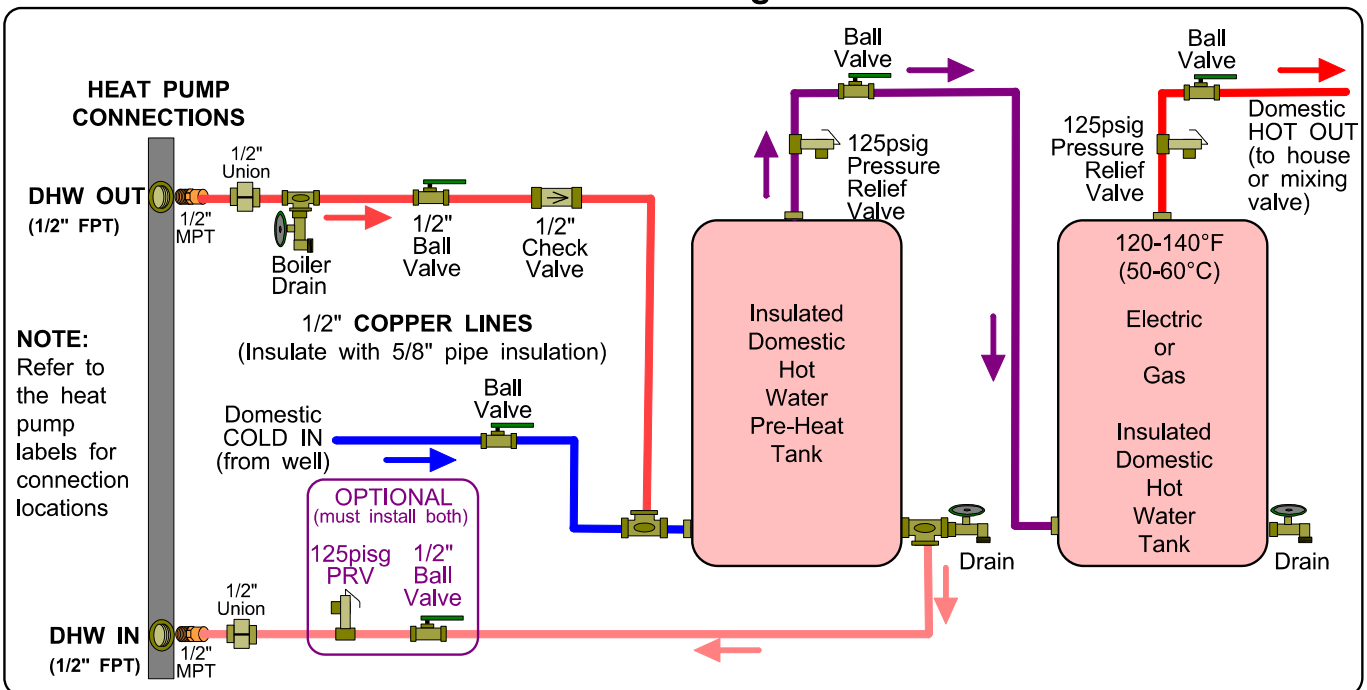 HEAT PUMP
CONNECTIONS
DHW OUT
(1/2" FPT)
1/2"
MPT
1/2"
Union
Boiler
Drain
1/2"
Ball
Valve
1/2"
Check
Valve
1/2" COPPER LINES
(Insulate with 5/8" pipe insulation)
NOTE:
Refer to
the heat
pump
labels for
connection
locations
Domestic
COLD IN
(from well)
Ball
Valve
OPTIONAL
(must install both)
125pisg
PRV
1/2"
Ball
Valve
DHW IN
(1/2" FPT)
1/2"
MPT
1/2"
Union
Ball
Valve
125psig
Pressure
Relief
Valve
Insulated
Domestic
Hot
Water
Pre-Heat
Tank
Drain
Ball
Valve
125psig
Pressure
Relief
Valve
Domestic
HOT OUT
(to house
or mixing
valve)
120-140°F
(50-60°C)
Electric
or
Gas
Insulated
Domestic
Hot
Water
Tank
Drain